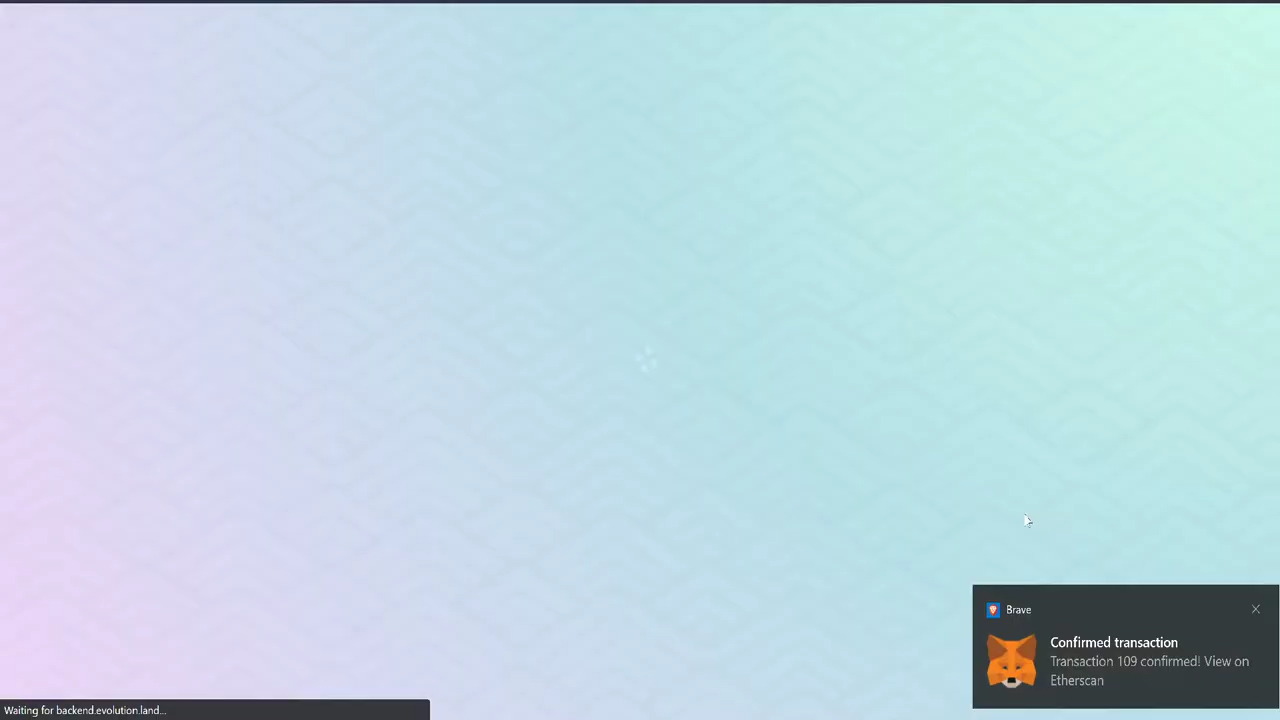 Brave
Confirmed transaction
Transaction 109 confirmed! View on
Etherscan
Waiting for backend.evolution.land...